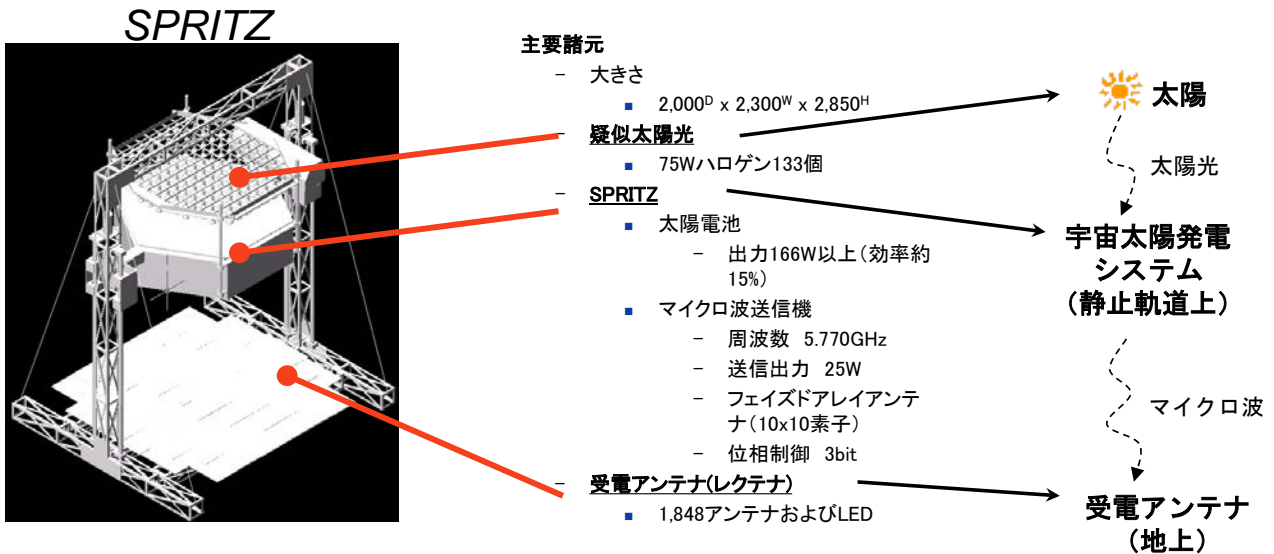 SPRITZ
主要諸元
– 大きさ
■ 2,000ᴰ x 2,300ᵂ x 2,850ᴴ
– 疑似太陽光
■ 75Wハロゲン133個
– SPRITZ
■ 太陽電池
– 出力166W以上(効率約
15%)
■ マイクロ波送信機
– 周波数 5.770GHz
– 送信出力 25W
– フェイズドアレイアンテ
ナ(10x10素子)
– 位相制御 3bit
– 受電アンテナ(レクテナ)
■ 1,848アンテナおよびLED
太陽
太陽光
宇宙太陽発電
システム
(静止軌道上)
マイクロ波
受電アンテナ
(地上)